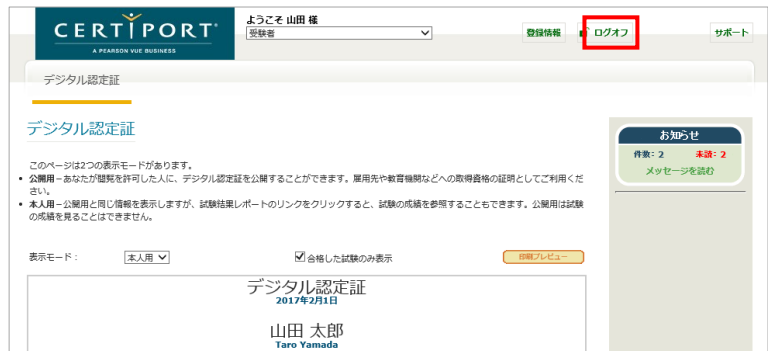 CERTIPORT
A PEARSON VUE BUSINESS
ようこそ 山田 様
受験者
登録情報
ログオフ
サポート
デジタル認定証
デジタル認定証
このページは2つの表示モードがあります。
• 公開用 – あなたが閲覧を許可した人に、デジタル認定証を公開することができます。雇用先や教育機関などへの取得資格の証明としてご利用くだ
さい。
• 本人用 – 公開用と同じ情報を表示しますが、試験結果レポートのリンクをクリックすると、試験の成績を参照することもできます。公開用は試験
の成績を見ることはできません。
お知らせ
件数: 2 未読: 2
メッセージを読む
表示モード :
本人用
合格した試験のみ表示
印刷プレビュー
デジタル認定証
2017年2月1日
山田 太郎
Taro Yamada